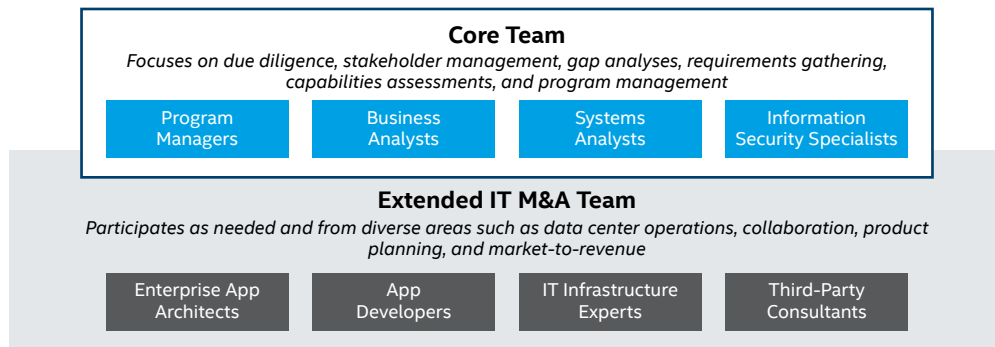 Core Team
Focuses on due diligence, stakeholder management, gap analyses, requirements gathering,
capabilities assessments, and program management
Program
Managers
Business
Analysts
Systems
Analysts
Information
Security Specialists
Extended IT M&A Team
Participates as needed and from diverse areas such as data center operations, collaboration, product
planning, and market-to-revenue
Enterprise App
Architects
App
Developers
IT Infrastructure
Experts
Third-Party
Consultants